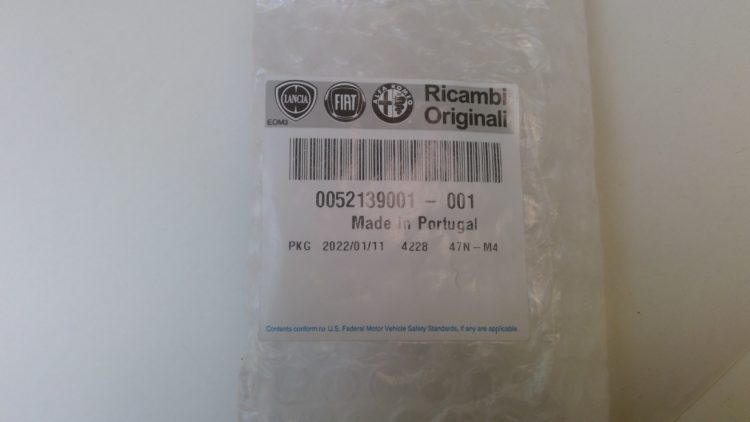 LANCIA FIAT ALFA ROMEO Ricambi
Originali
EOM3
0052139001 - 001
Made in Portugal
PKG 2022/01/11 4228 47N-M4
Contents conform no U.S. Federal Motor Vehicle Safety Standards, if any are applicable